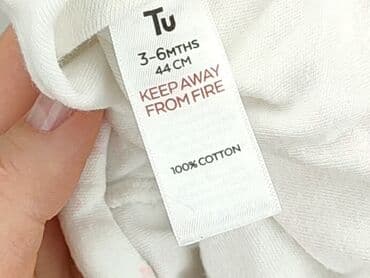 Tu
3-6MTHS
44 CM
KEEP AWAY
FROM FIRE
100% COTTON